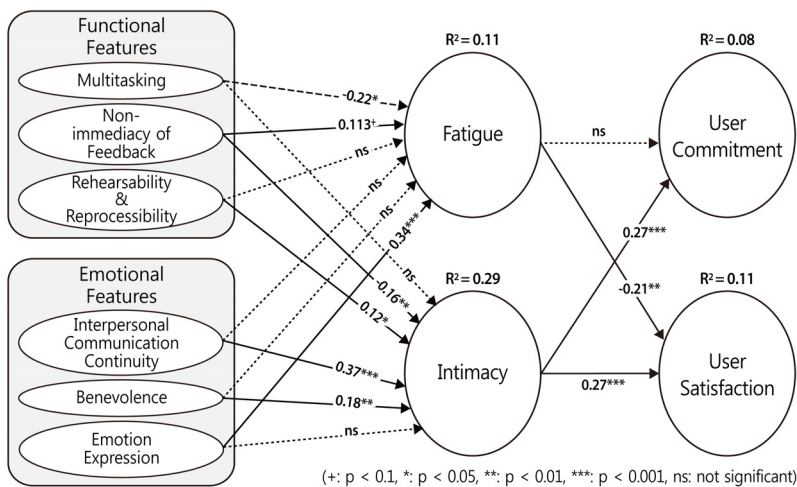 Functional
Features
Multitasking
Non-
immediacy of
Feedback
Rehearsability
&
Reprocessibility
Emotional
Features
Interpersonal
Communication
Continuity
Benevolence
Emotion
Expression
-0.22*
0.113+
ns
ns
ns
0.34***
ns
-0.16**
0.12*
0.37***
0.18**
ns
R² = 0.11
Fatigue
R² = 0.29
Intimacy
ns
0.27***
-0.21**
0.27***
R² = 0.08
User
Commitment
R² = 0.11
User
Satisfaction
(+: p < 0.1, *: p < 0.05, **: p < 0.01, ***: p < 0.001, ns: not significant)